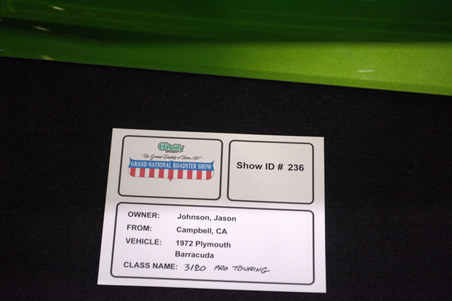 O'Reilly
The Grand Daddy of Them All
GRAND NATIONAL ROADSTER SHOW
Show ID # 236
OWNER: Johnson, Jason
FROM: Campbell, CA
VEHICLE: 1972 Plymouth
Barracuda
CLASS NAME: 3120 PRO TOURING